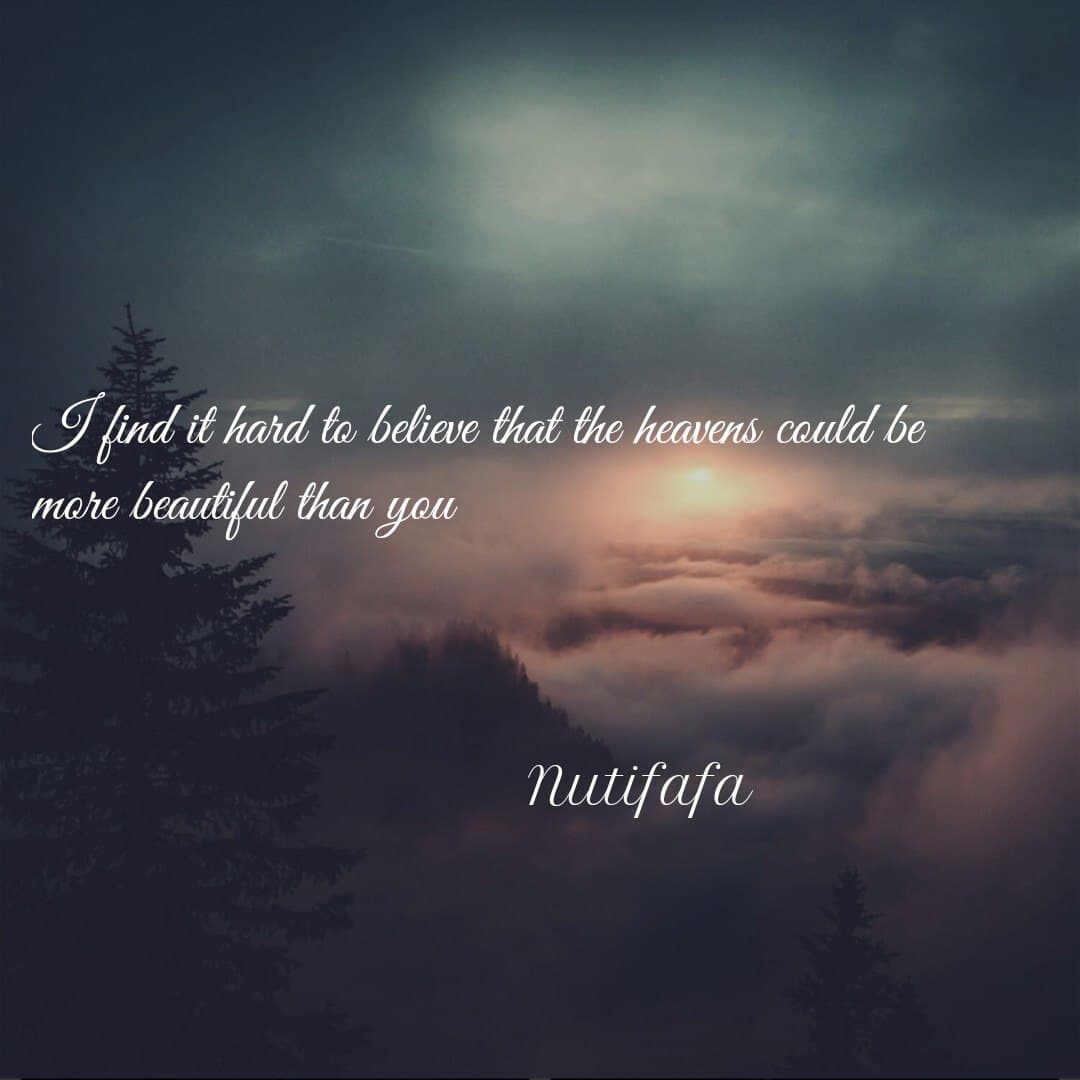 I find it hard to believe that the heavens could be
more beautiful than you
Nutifafa